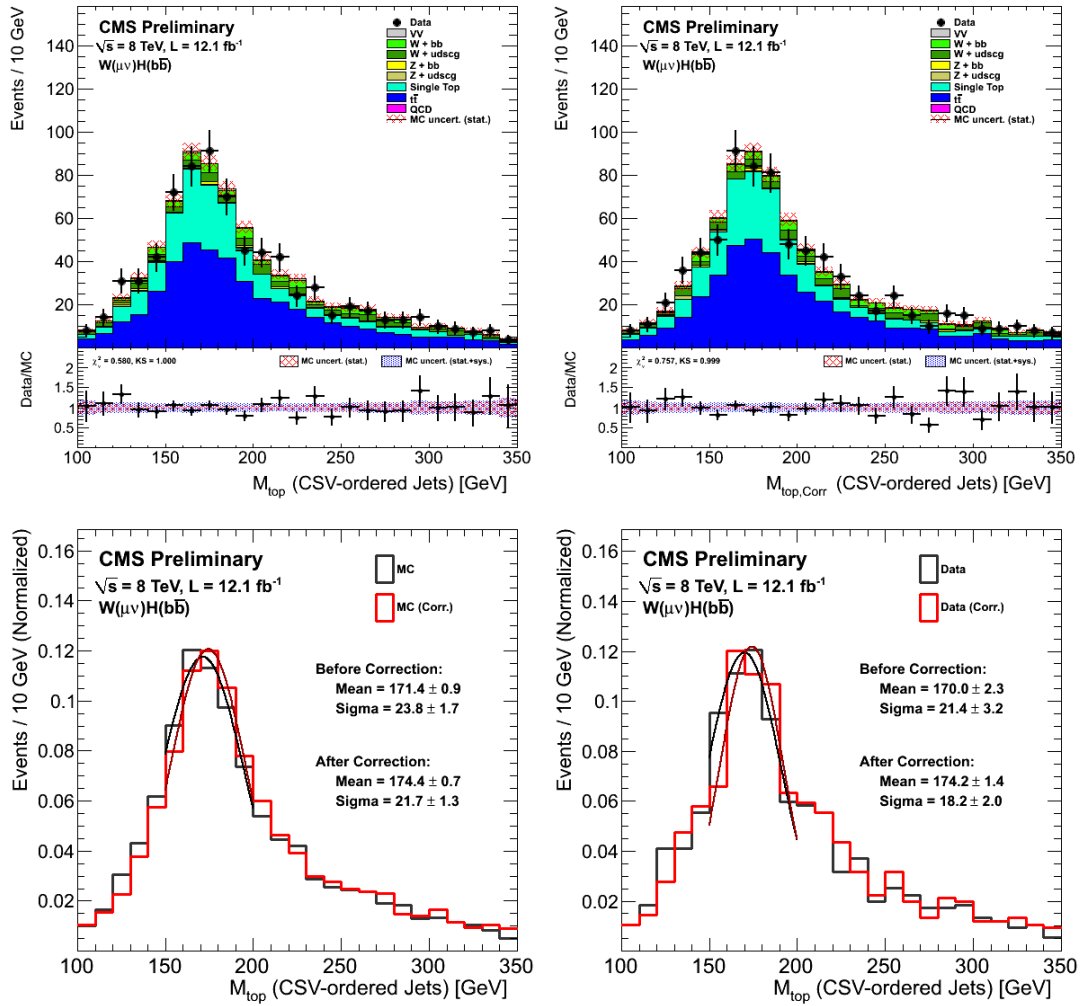 CMS Preliminary
√s = 8 TeV, L = 12.1 fb⁻¹
W(μν)H(bb̅)
Data
VV
W + bb
W + udscg
Z + bb
Z + udscg
Single Top
tt̅
QCD
MC uncert. (stat.)
Events / 10 GeV
140
120
100
80
60
40
20
χ²ᵥ = 0.580, KS = 1.000
MC uncert. (stat.)
MC uncert. (stat.+sys.)
Data/MC
2
1.5
1
0.5
100 150 200 250 300 350
M_top (CSV-ordered Jets) [GeV]
CMS Preliminary
√s = 8 TeV, L = 12.1 fb⁻¹
W(μν)H(bb̅)
Data
VV
W + bb
W + udscg
Z + bb
Z + udscg
Single Top
tt̅
QCD
MC uncert. (stat.)
Events / 10 GeV
140
120
100
80
60
40
20
χ²ᵥ = 0.757, KS = 0.999
MC uncert. (stat.)
MC uncert. (stat.+sys.)
Data/MC
2
1.5
1
0.5
100 150 200 250 300 350
M_top,Corr (CSV-ordered Jets) [GeV]
CMS Preliminary
√s = 8 TeV, L = 12.1 fb⁻¹
W(μν)H(bb̅)
MC
MC (Corr.)
Before Correction:
Mean = 171.4 ± 0.9
Sigma = 23.8 ± 1.7
After Correction:
Mean = 174.4 ± 0.7
Sigma = 21.7 ± 1.3
Events / 10 GeV (Normalized)
0.16
0.14
0.12
0.1
0.08
0.06
0.04
0.02
100 150 200 250 300 350
M_top (CSV-ordered Jets) [GeV]
CMS Preliminary
√s = 8 TeV, L = 12.1 fb⁻¹
W(μν)H(bb̅)
Data
Data (Corr.)
Before Correction:
Mean = 170.0 ± 2.3
Sigma = 21.4 ± 3.2
After Correction:
Mean = 174.2 ± 1.4
Sigma = 18.2 ± 2.0
Events / 10 GeV (Normalized)
0.16
0.14
0.12
0.1
0.08
0.06
0.04
0.02
100 150 200 250 300 350
M_top (CSV-ordered Jets) [GeV]